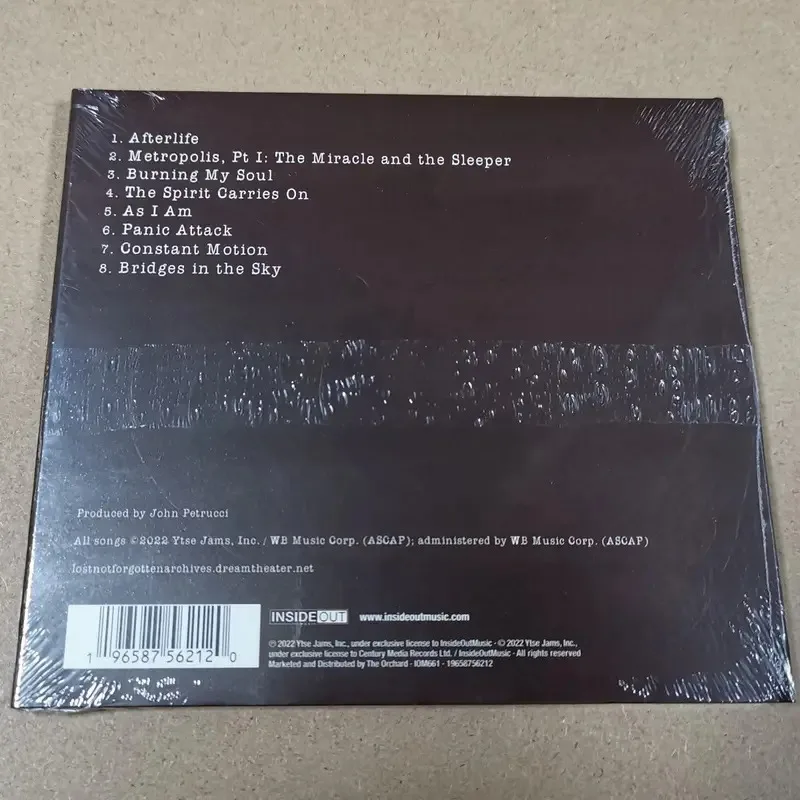 1. Afterlife
2. Metropolis, Pt I: The Miracle and the Sleeper
3. Burning My Soul
4. The Spirit Carries On
5. As I Am
6. Panic Attack
7. Constant Motion
8. Bridges in the Sky
Produced by John Petrucci
All songs ©2022 Ytse Jams, Inc. / WB Music Corp. (ASCAP); administered by WB Music Corp. (ASCAP)
lostnotforgottenarchives.dreamtheater.net
INSIDEOUT www.insideoutmusic.com
℗ 2022 Ytse Jams, Inc., under exclusive license to InsideOutMusic · © 2022 Ytse Jams, Inc.,
under exclusive license to Century Media Records Ltd. / InsideOutMusic · All rights reserved
Marketed and Distributed by The Orchard · IOM661 · 19658756212
1 96587 56212 0